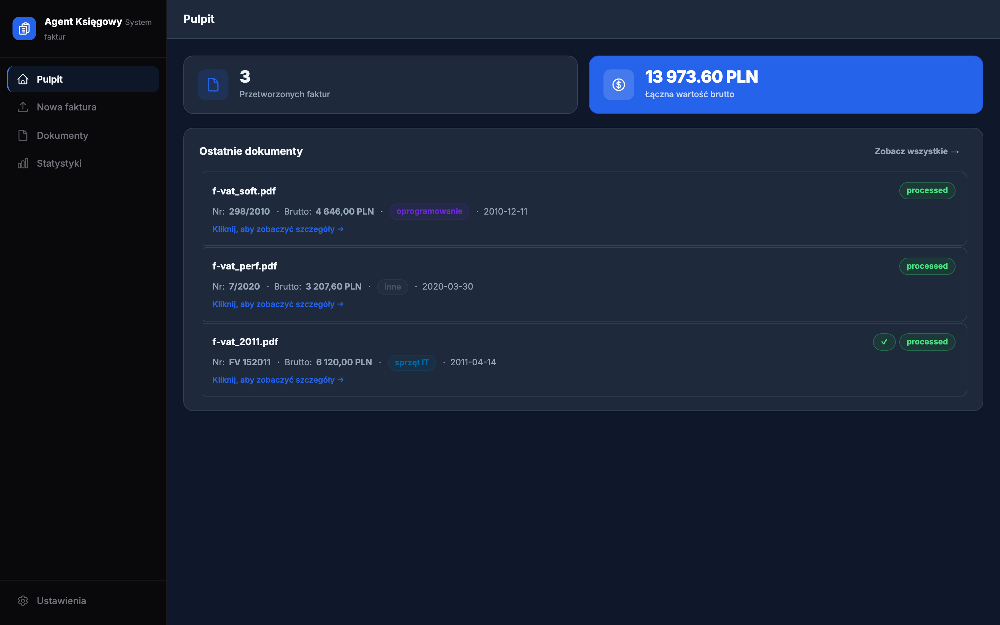 Agent Księgowy System
faktur
Pulpit
Nowa faktura
Dokumenty
Statystyki
Ustawienia
Pulpit
3
Przetworzonych faktur
13 973.60 PLN
Łączna wartość brutto
Ostatnie dokumenty
Zobacz wszystkie →
f-vat_soft.pdf
processed
Nr: 298/2010 · Brutto: 4 646,00 PLN · oprogramowanie · 2010-12-11
Kliknij, aby zobaczyć szczegóły →
f-vat_perf.pdf
processed
Nr: 7/2020 · Brutto: 3 207,60 PLN · inne · 2020-03-30
Kliknij, aby zobaczyć szczegóły →
f-vat_2011.pdf
✓ processed
Nr: FV 152011 · Brutto: 6 120,00 PLN · sprzęt IT · 2011-04-14
Kliknij, aby zobaczyć szczegóły →